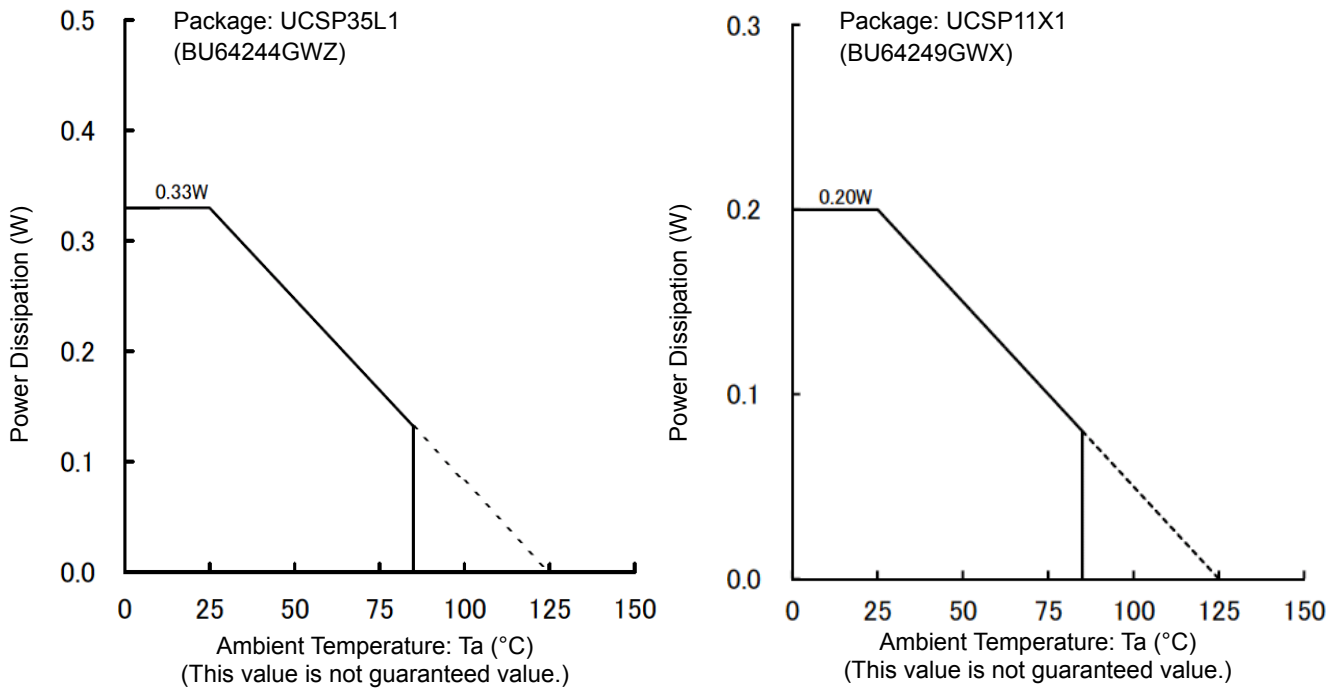 Package: UCSP35L1
(BU64244GWZ)
0.5
0.4
0.3
0.2
0.1
0.0
0.33W
Power Dissipation (W)
0 25 50 75 100 125 150
Ambient Temperature: Ta (°C)
(This value is not guaranteed value.)
Package: UCSP11X1
(BU64249GWX)
0.3
0.2
0.1
0.0
0.20W
Power Dissipation (W)
0 25 50 75 100 125 150
Ambient Temperature: Ta (°C)
(This value is not guaranteed value.)